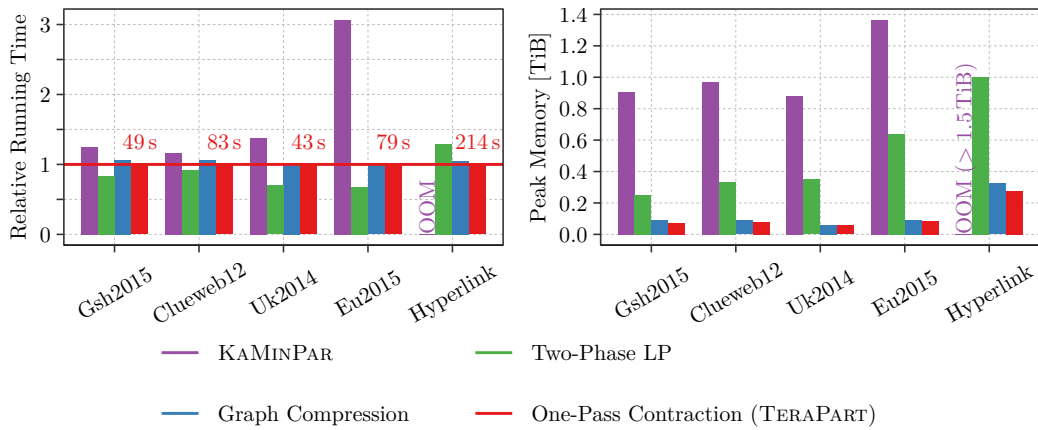 Relative Running Time
3
2
1
0
49 s
83 s
43 s
79 s
214 s
OOM
Gsh2015
Clueweb12
Uk2014
Eu2015
Hyperlink
Peak Memory [TiB]
1.4
1.2
1.0
0.8
0.6
0.4
0.2
0.0
OOM (> 1.5 TiB)
Gsh2015
Clueweb12
Uk2014
Eu2015
Hyperlink
KAMINPAR
Two-Phase LP
Graph Compression
One-Pass Contraction (TERAPART)